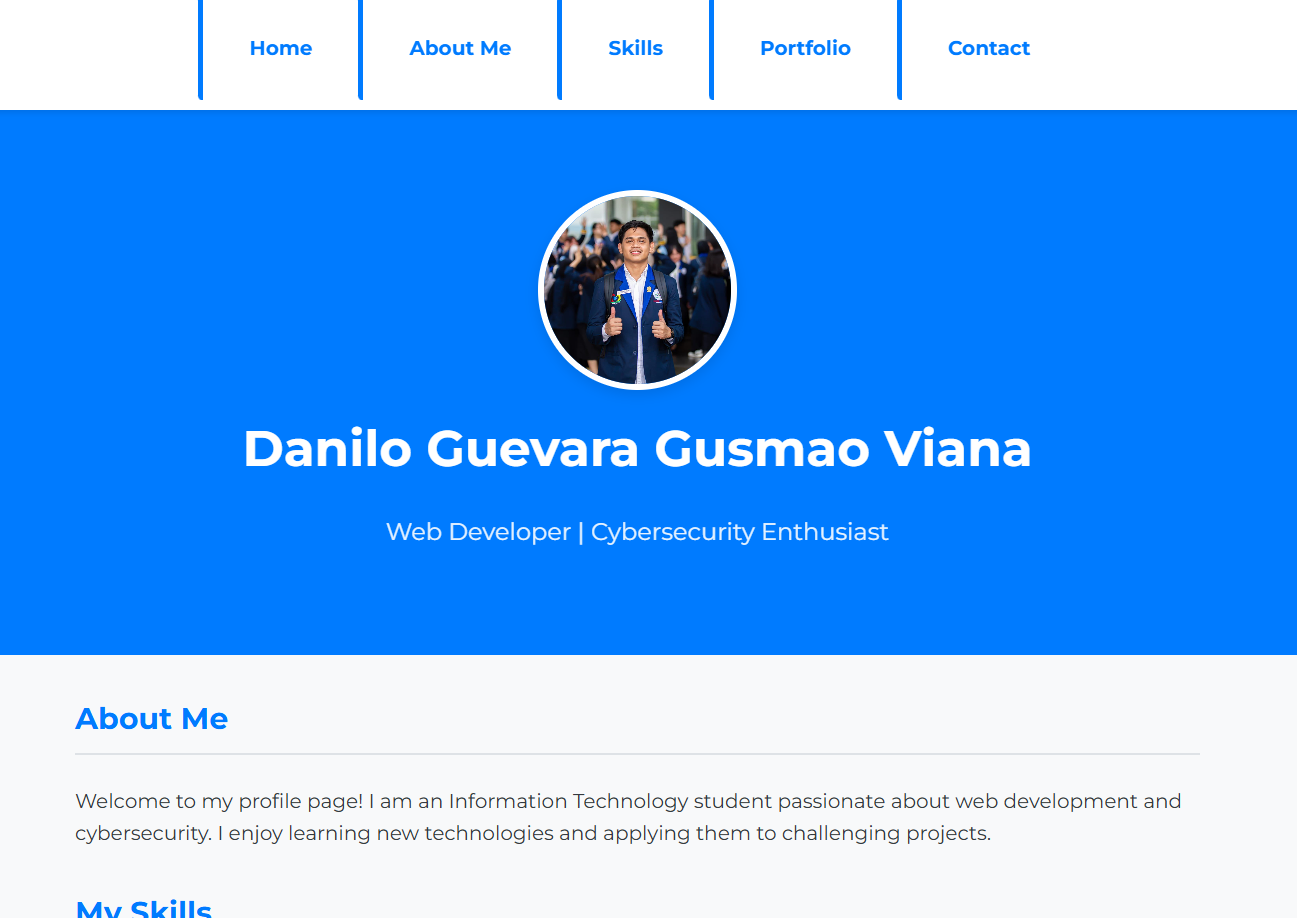 Home
About Me
Skills
Portfolio
Contact
Danilo Guevara Gusmao Viana
Web Developer | Cybersecurity Enthusiast
About Me
Welcome to my profile page! I am an Information Technology student passionate about web development and
cybersecurity. I enjoy learning new technologies and applying them to challenging projects.
My Skills